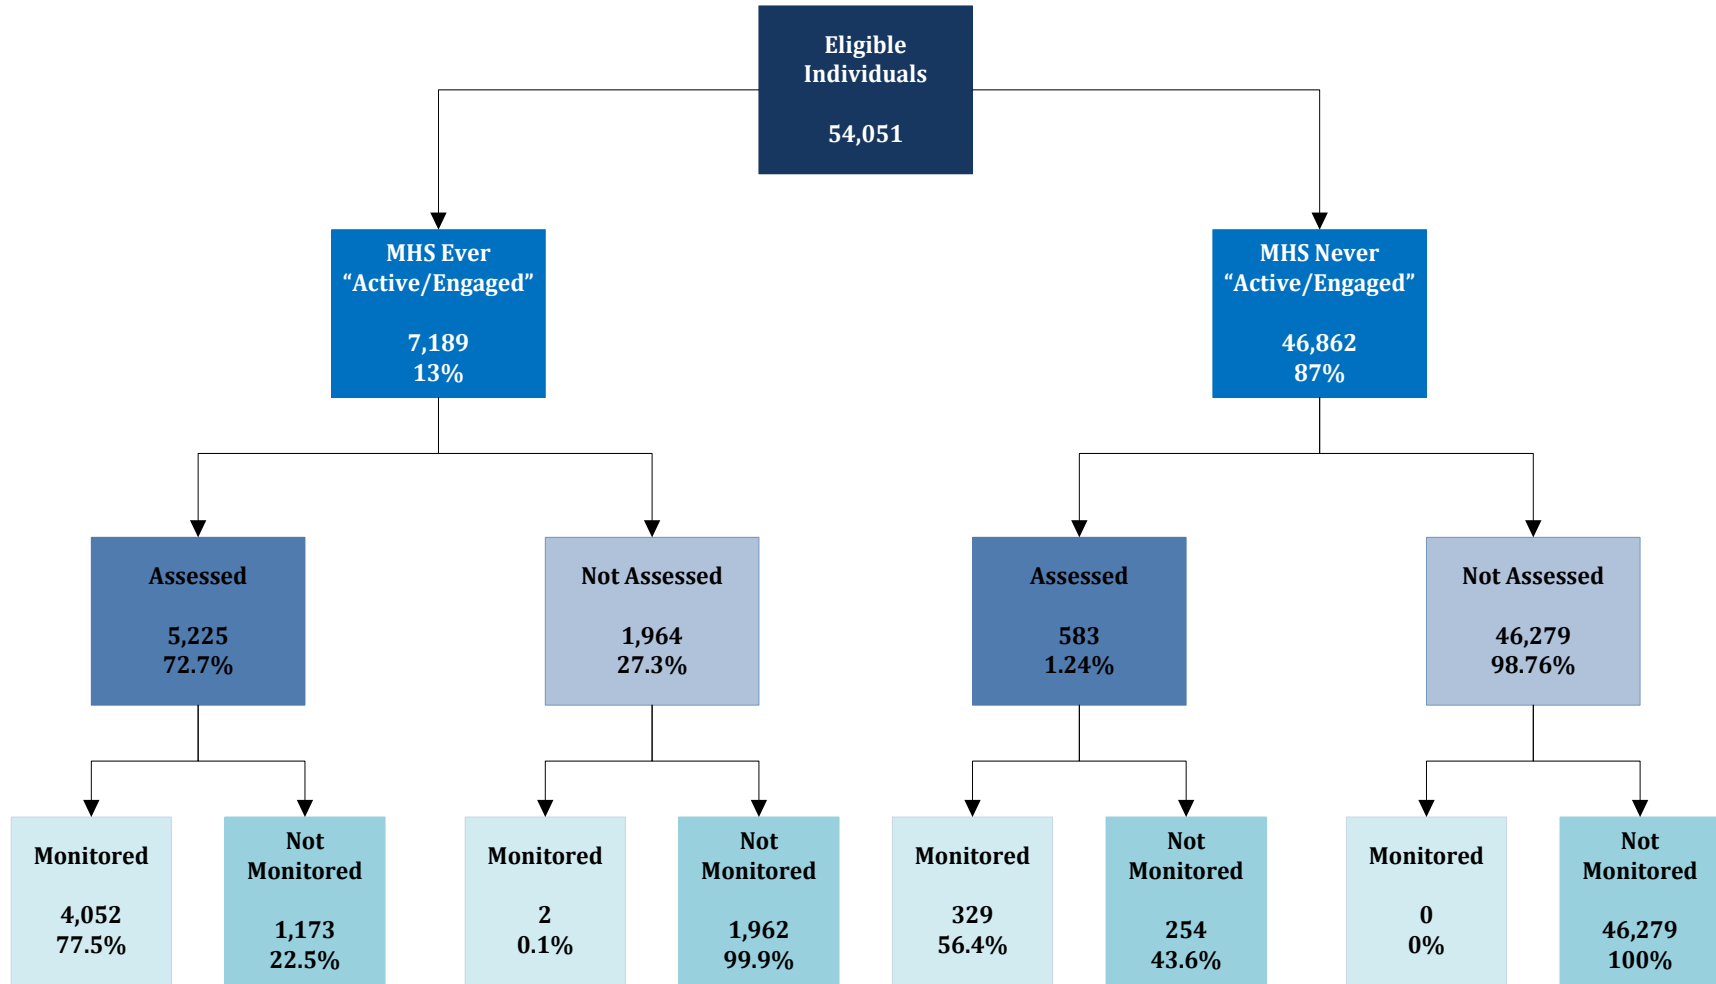 Eligible
Individuals
54,051
MHS Ever
“Active/Engaged”
7,189
13%
MHS Never
“Active/Engaged”
46,862
87%
Assessed
5,225
72.7%
Not Assessed
1,964
27.3%
Assessed
583
1.24%
Not Assessed
46,279
98.76%
Monitored
4,052
77.5%
Not
Monitored
1,173
22.5%
Monitored
2
0.1%
Not
Monitored
1,962
99.9%
Monitored
329
56.4%
Not
Monitored
254
43.6%
Monitored
0
0%
Not
Monitored
46,279
100%